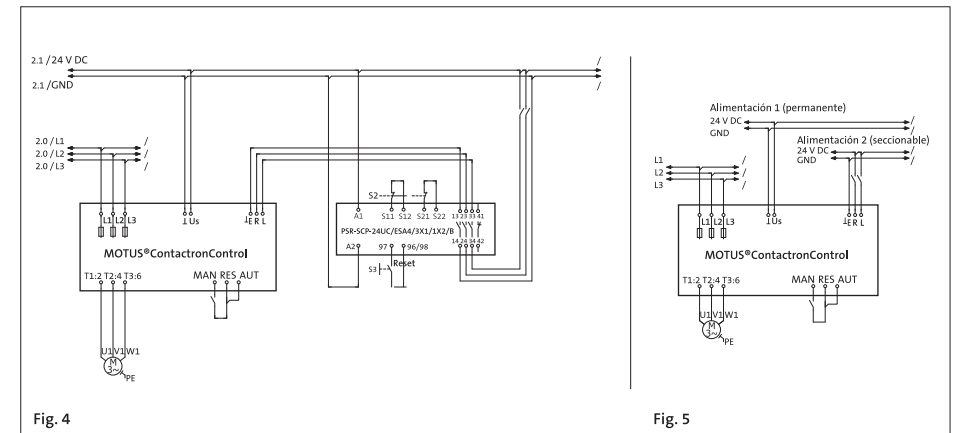 2.1 /24 V DC
2.1 /GND
2.0 / L1
2.0 / L2
2.0 / L3
L1 L2 L3
⊥ Us
⊥E R L
MOTUS®ContactronControl
T1:2 T2:4 T3:6
MAN RES AUT
U1 V1 W1
M
3~
PE
S2
A1 S11 S12 S21 S22 13 23 33 41
PSR-SCP-24UC/ESA4/3X1/1X2/B
A2 97 96/98 14 24 34 42
Reset
S3
Fig. 4
Alimentación 1 (permanente)
24 V DC
GND
Alimentación 2 (seccionable)
24 V DC
GND
L1
L2
L3
L1 L2 L3
⊥ Us
⊥E R L
MOTUS®ContactronControl
T1:2 T2:4 T3:6
MAN RES AUT
U1 V1 W1
M
3~
PE
Fig. 5